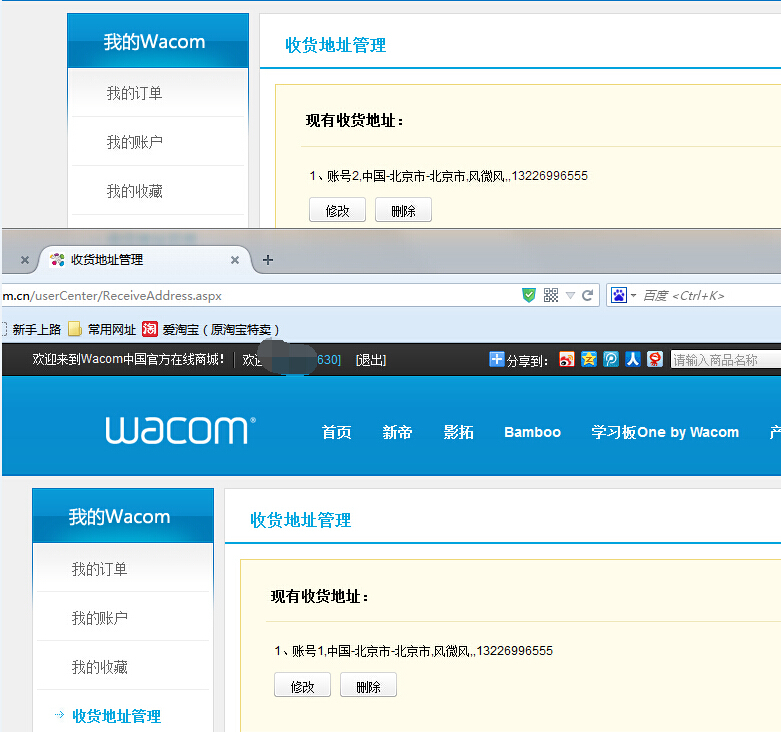 我的Wacom
收货地址管理
我的订单
我的账户
我的收藏
现有收货地址：
1、账号2,中国-北京市-北京市,风微风,,13226996555
修改 删除
收货地址管理
m.cn/userCenter/ReceiveAddress.aspx
百度 <Ctrl+K>
新手上路 常用网址 淘 爱淘宝（原淘宝特卖）
欢迎来到Wacom中国官方在线商城！ 欢迎 630] [退出] 分享到： 请输入商品名称
wacom® 首页 新帝 影拓 Bamboo 学习板One by Wacom
我的Wacom
收货地址管理
我的订单
我的账户
我的收藏
收货地址管理
现有收货地址：
1、账号1,中国-北京市-北京市,风微风,,13226996555
修改 删除